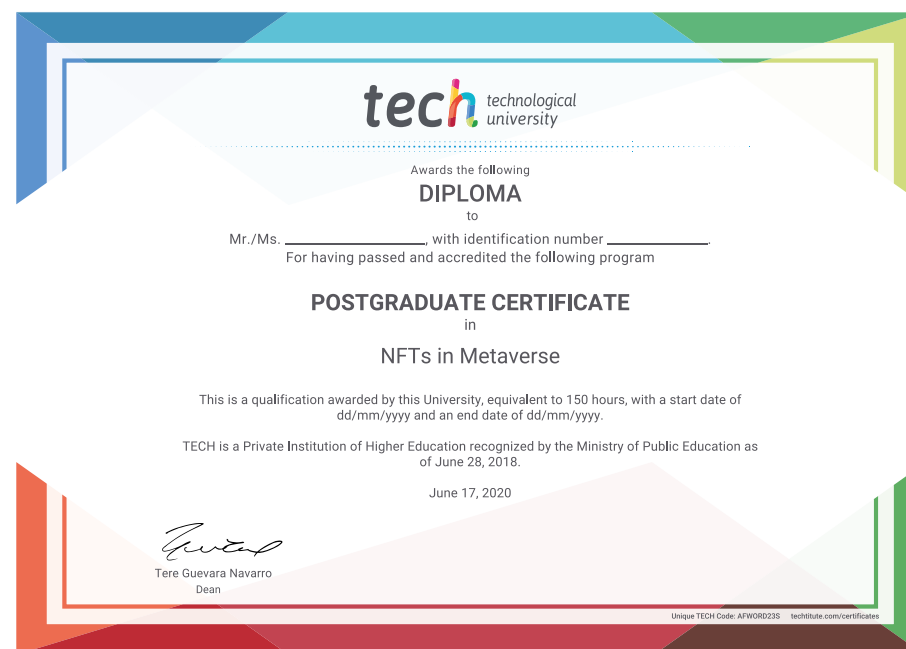 tech technological
university
Awards the following
DIPLOMA
to
Mr./Ms. ____________________, with identification number ______________.
For having passed and accredited the following program
POSTGRADUATE CERTIFICATE
in
NFTs in Metaverse
This is a qualification awarded by this University, equivalent to 150 hours, with a start date of
dd/mm/yyyy and an end date of dd/mm/yyyy.
TECH is a Private Institution of Higher Education recognized by the Ministry of Public Education as
of June 28, 2018.
June 17, 2020
Tere Guevara Navarro
Dean
Unique TECH Code: AFWORD23S techtitute.com/certificates